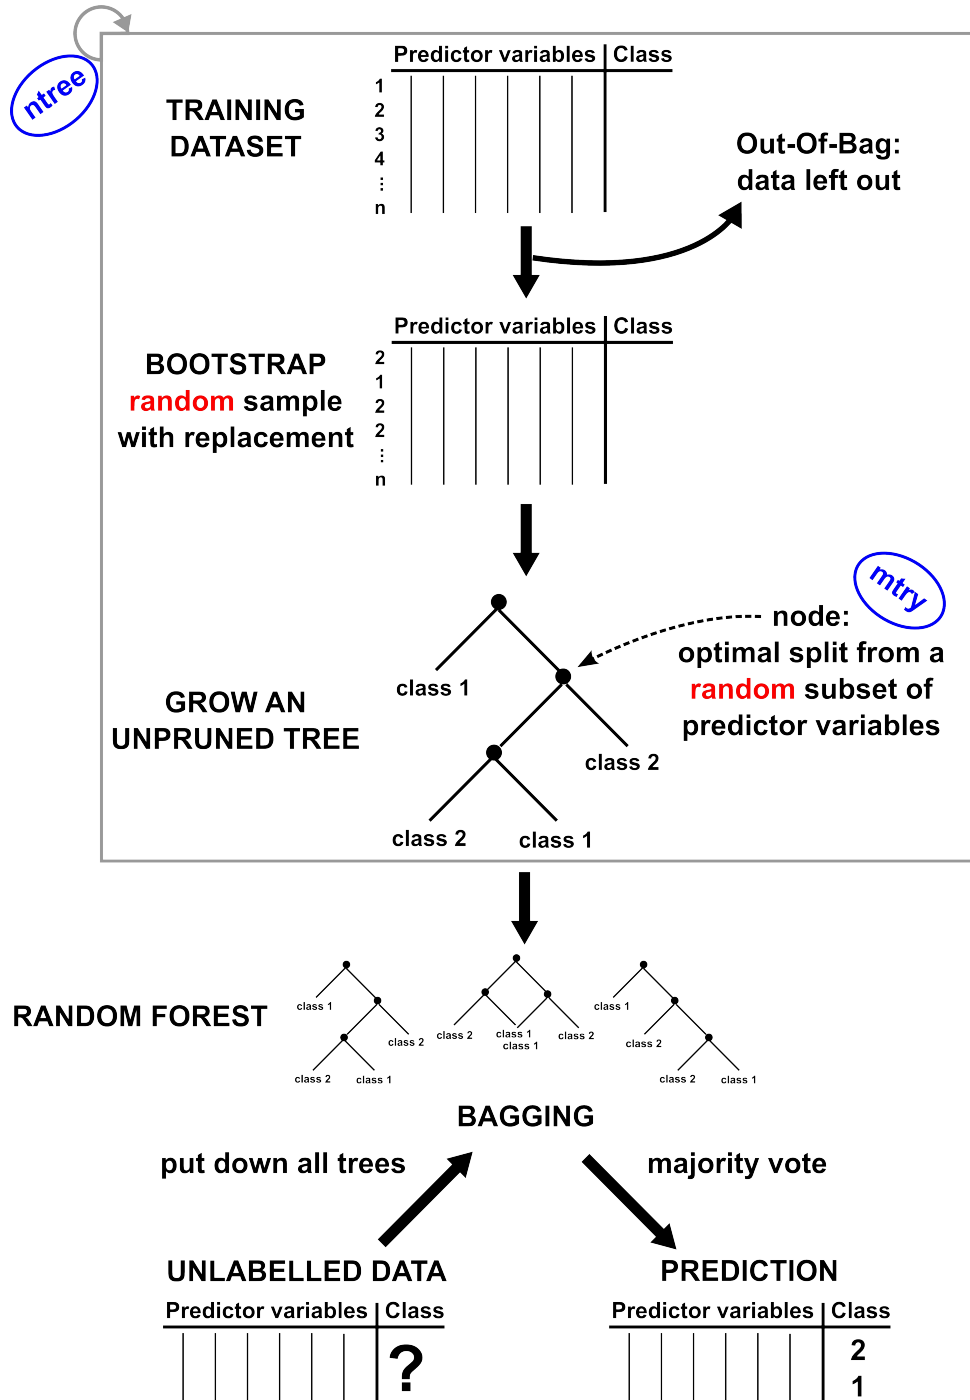 ntree
Predictor variables Class
TRAINING
DATASET
1
2
3
4
⋮
n
Out-Of-Bag:
data left out
Predictor variables Class
BOOTSTRAP
random sample
with replacement
2
1
2
2
⋮
n
mtry
node:
optimal split from a
random subset of
predictor variables
GROW AN
UNPRUNED TREE
class 1
class 2
class 2
class 1
RANDOM FOREST
class 1
class 2
class 2
class 1
class 2
class 1
class 1
class 2
class 1
class 2
class 2
class 1
BAGGING
put down all trees
majority vote
UNLABELLED DATA
Predictor variables Class
?
PREDICTION
Predictor variables Class
2
1